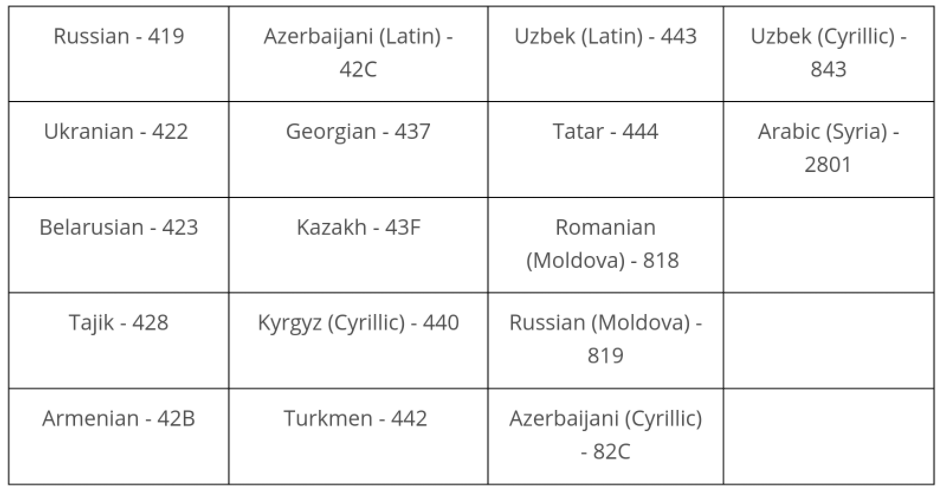 Russian - 419
Azerbaijani (Latin) -
42C
Uzbek (Latin) - 443
Uzbek (Cyrillic) -
843
Ukranian - 422
Georgian - 437
Tatar - 444
Arabic (Syria) -
2801
Belarusian - 423
Kazakh - 43F
Romanian
(Moldova) - 818
Tajik - 428
Kyrgyz (Cyrillic) - 440
Russian (Moldova) -
819
Armenian - 42B
Turkmen - 442
Azerbaijani (Cyrillic)
- 82C